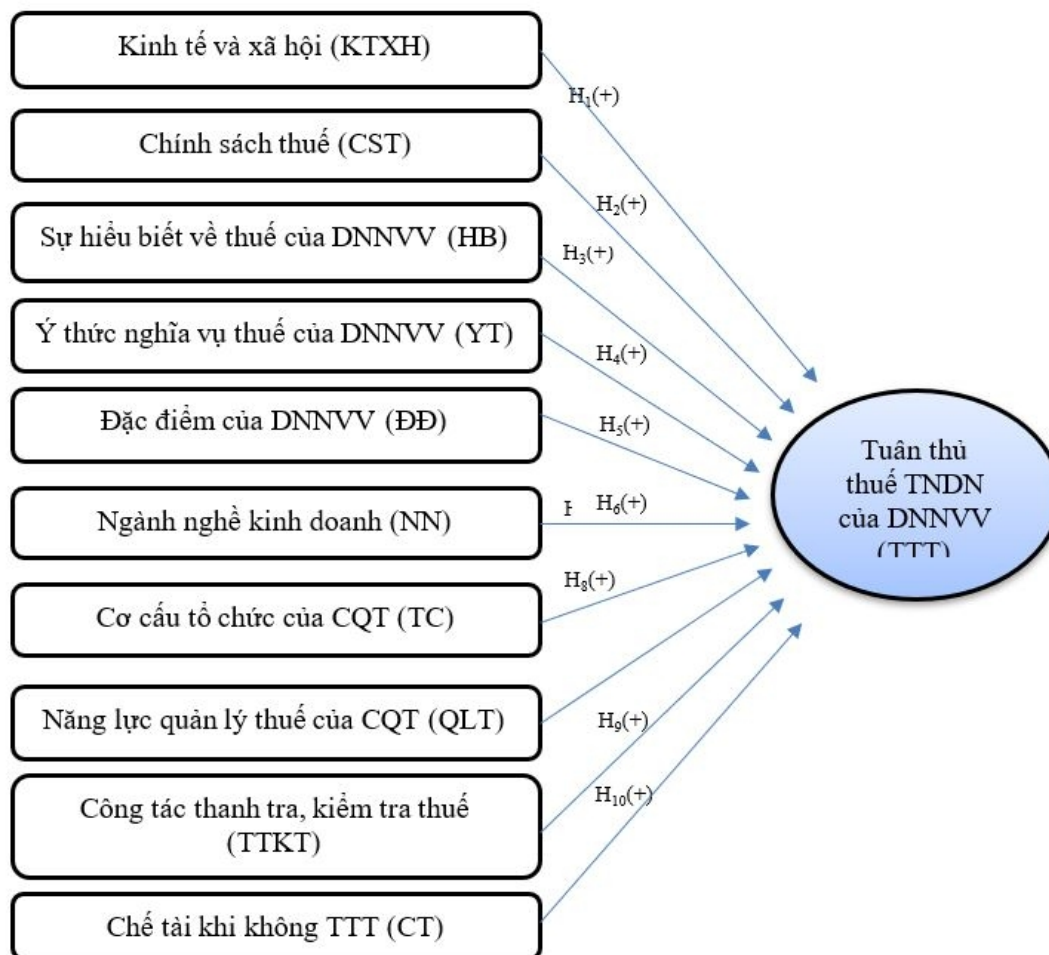 Kinh tế và xã hội (KTXH)
H₁(+)
Chính sách thuế (CST)
H₂(+)
Sự hiểu biết về thuế của DNNVV (HB)
H₃(+)
Ý thức nghĩa vụ thuế của DNNVV (YT)
H₄(+)
Đặc điểm của DNNVV (ĐĐ)
H₅(+)
Ngành nghề kinh doanh (NN)
H₆(+)
Cơ cấu tổ chức của CQT (TC)
H₈(+)
Năng lực quản lý thuế của CQT (QLT)
H₉(+)
Công tác thanh tra, kiểm tra thuế
(TTKT)
H₁₀(+)
Chế tài khi không TTT (CT)
Tuân thủ
thuế TNDN
của DNNVV
(TTT)